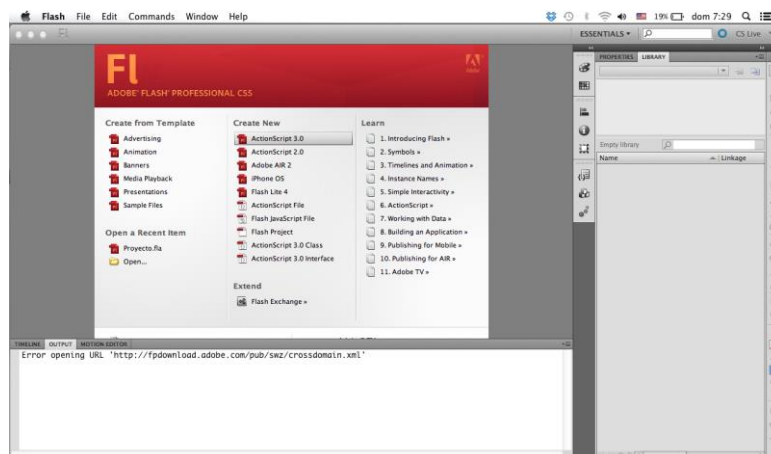 Flash File Edit Commands Window Help
19% dom 7:29
Fl
ESSENTIALS
CS Live
Fl
Adobe
ADOBE® FLASH® PROFESSIONAL CS5
PROPERTIES LIBRARY
Create from Template
Advertising
Animation
Banners
Media Playback
Presentations
Sample Files
Open a Recent Item
Proyecto.fla
Open...
Create New
ActionScript 3.0
ActionScript 2.0
Adobe AIR 2
iPhone OS
Flash Lite 4
ActionScript File
Flash JavaScript File
Flash Project
ActionScript 3.0 Class
ActionScript 3.0 Interface
Extend
Flash Exchange »
Learn
1. Introducing Flash »
2. Symbols »
3. Timelines and Animation »
4. Instance Names »
5. Simple Interactivity »
6. ActionScript »
7. Working with Data »
8. Building an Application »
9. Publishing for Mobile »
10. Publishing for AIR »
11. Adobe TV »
Empty library
Name Linkage
TIMELINE OUTPUT MOTION EDITOR
Error opening URL 'http://fpdownload.adobe.com/pub/swz/crossdomain.xml'